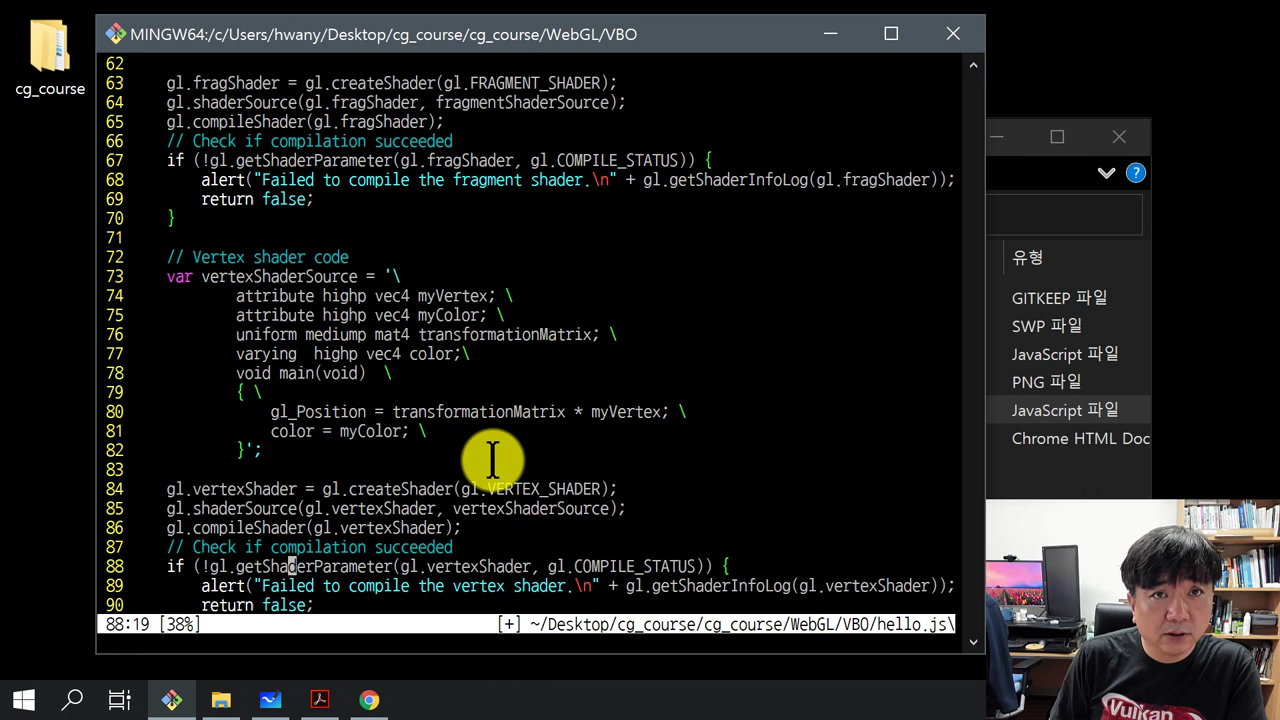 cg_course
MINGW64:/c/Users/hwany/Desktop/cg_course/cg_course/WebGL/VBO
62
63 gl.fragShader = gl.createShader(gl.FRAGMENT_SHADER);
64 gl.shaderSource(gl.fragShader, fragmentShaderSource);
65 gl.compileShader(gl.fragShader);
66 // Check if compilation succeeded
67 if (!gl.getShaderParameter(gl.fragShader, gl.COMPILE_STATUS)) {
68 alert("Failed to compile the fragment shader.\n" + gl.getShaderInfoLog(gl.fragShader));
69 return false;
70 }
71
72 // Vertex shader code
73 var vertexShaderSource = '\
74 attribute highp vec4 myVertex; \
75 attribute highp vec4 myColor; \
76 uniform mediump mat4 transformationMatrix; \
77 varying  highp vec4 color;\
78 void main(void)  \
79 { \
80 gl_Position = transformationMatrix * myVertex; \
81 color = myColor; \
82 }';
83
84 gl.vertexShader = gl.createShader(gl.VERTEX_SHADER);
85 gl.shaderSource(gl.vertexShader, vertexShaderSource);
86 gl.compileShader(gl.vertexShader);
87 // Check if compilation succeeded
88 if (!gl.getShaderParameter(gl.vertexShader, gl.COMPILE_STATUS)) {
89 alert("Failed to compile the vertex shader.\n" + gl.getShaderInfoLog(gl.vertexShader));
90 return false;
88:19 [38%] [+] ~/Desktop/cg_course/cg_course/WebGL/VBO/hello.js\
?
유형
GITKEEP 파일
SWP 파일
JavaScript 파일
PNG 파일
JavaScript 파일
Chrome HTML Doc
Vulkan